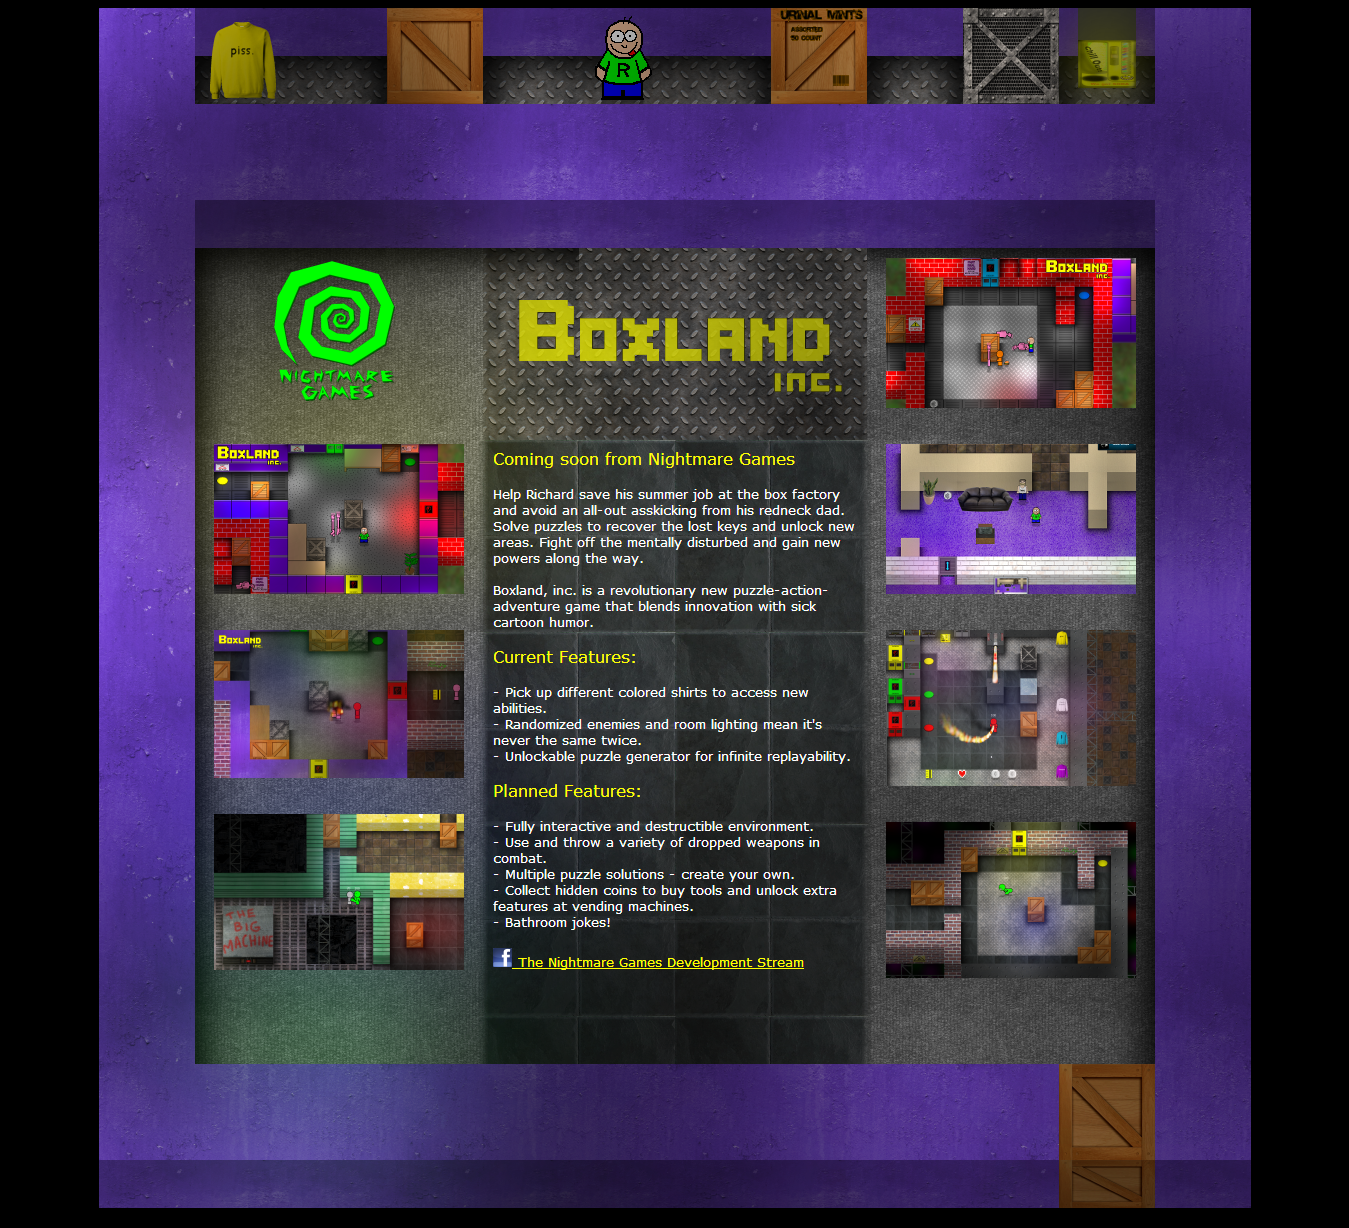 piss.
R
URINAL MINTS
ASSORTED
50 COUNT
Chill Out!
NIGHTMARE
GAMES
BOXLAND
INC.
BOXLAND
INC.
BOXLAND
INC.
BOXLAND
INC.
THE
BIG
MACHINE
Coming soon from Nightmare Games
Help Richard save his summer job at the box factory
and avoid an all-out asskicking from his redneck dad.
Solve puzzles to recover the lost keys and unlock new
areas. Fight off the mentally disturbed and gain new
powers along the way.
Boxland, inc. is a revolutionary new puzzle-action-
adventure game that blends innovation with sick
cartoon humor.
Current Features:
- Pick up different colored shirts to access new
abilities.
- Randomized enemies and room lighting mean it's
never the same twice.
- Unlockable puzzle generator for infinite replayability.
Planned Features:
- Fully interactive and destructible environment.
- Use and throw a variety of dropped weapons in
combat.
- Multiple puzzle solutions - create your own.
- Collect hidden coins to buy tools and unlock extra
features at vending machines.
- Bathroom jokes!
f The Nightmare Games Development Stream